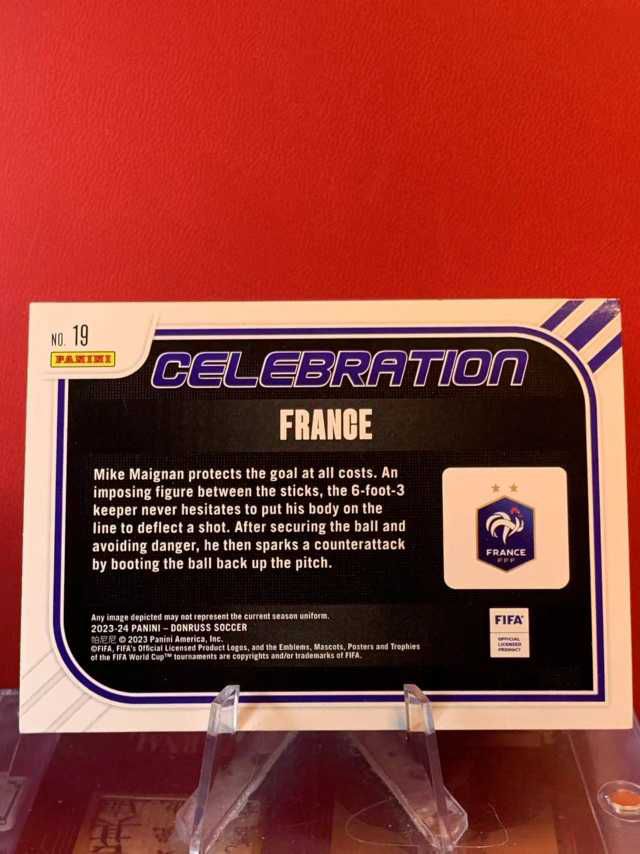 NO. 19
PANINI
CELEBRATION
FRANCE
Mike Maignan protects the goal at all costs. An
imposing figure between the sticks, the 6-foot-3
keeper never hesitates to put his body on the
line to deflect a shot. After securing the ball and
avoiding danger, he then sparks a counterattack
by booting the ball back up the pitch.
FRANCE
FFF
Any image depicted may not represent the current season uniform.
2023-24 PANINI – DONRUSS SOCCER
帕尼尼 © 2023 Panini America, Inc.
©FIFA, FIFA's Official Licensed Product Logos, and the Emblems, Mascots, Posters and Trophies
of the FIFA World Cup™ tournaments are copyrights and/or trademarks of FIFA.
FIFA
OFFICIAL
LICENSED
PRODUCT